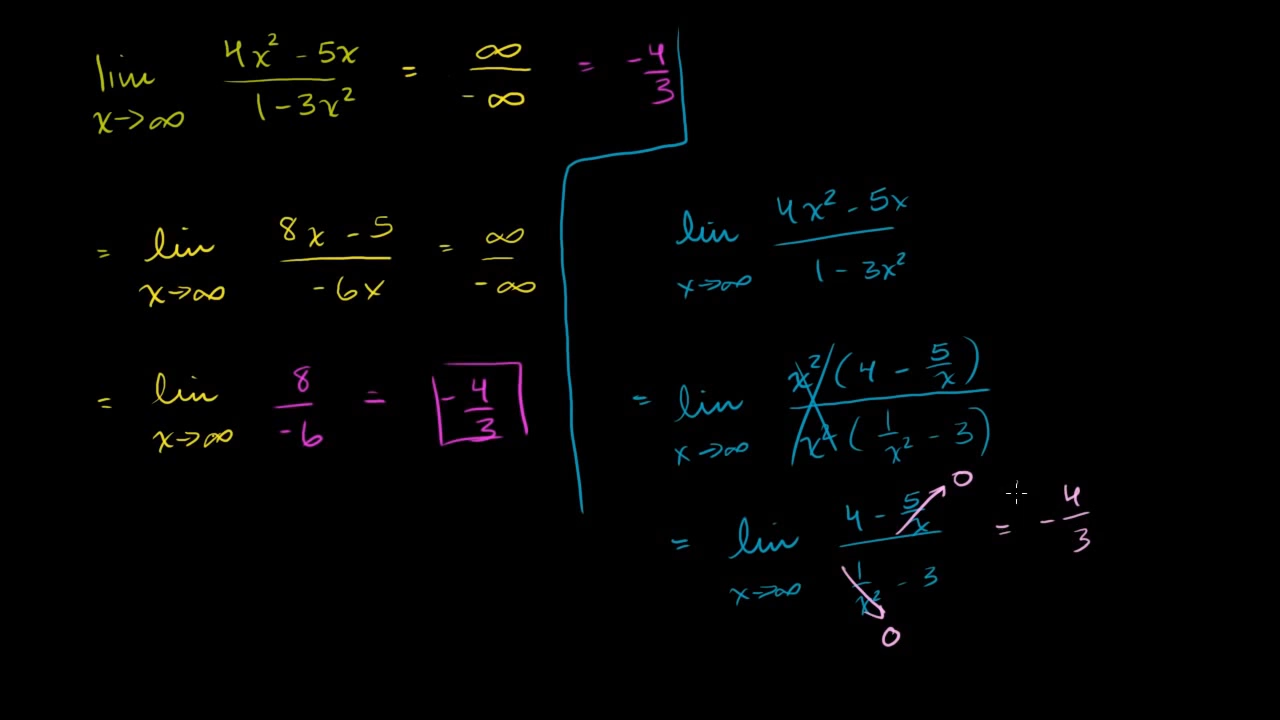 lim x→∞ (4x² - 5x)/(1 - 3x²) = ∞/-∞ = -4/3
= lim x→∞ (8x - 5)/(-6x) = ∞/-∞
= lim x→∞ 8/-6 = -4/3
lim x→∞ (4x² - 5x)/(1 - 3x²)
= lim x→∞ x²(4 - 5/x)/x²(1/x² - 3)
= lim x→∞ (4 - 5/x)/(1/x² - 3) = -4/3
0
0